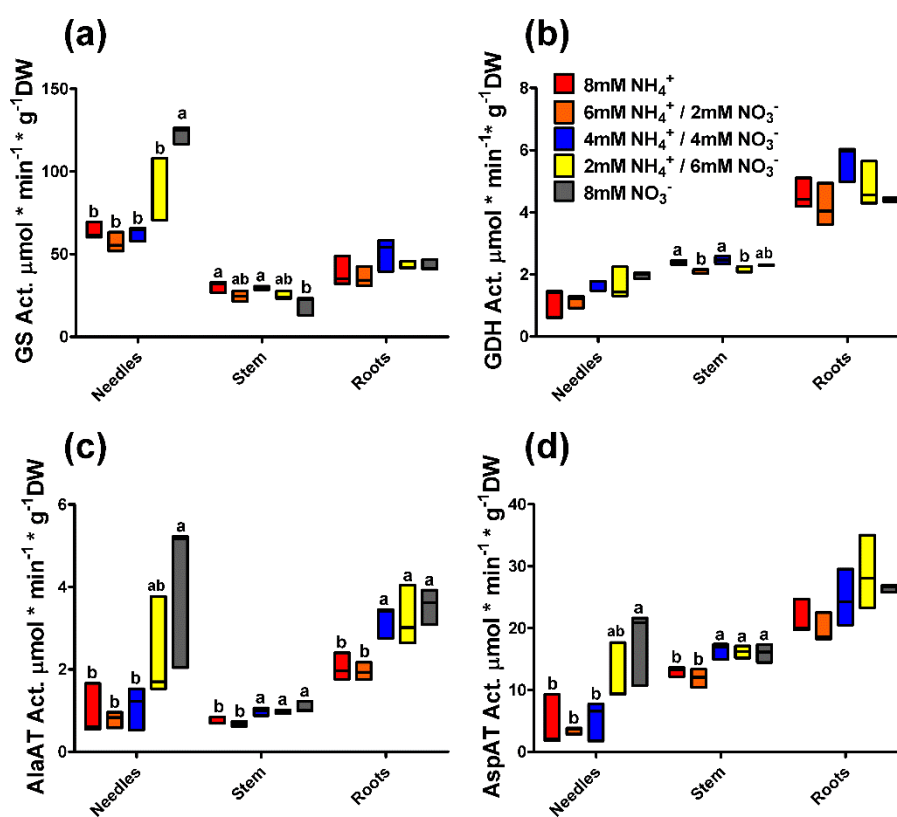 (a)
GS Act. µmol * min⁻¹ * g⁻¹DW
150
100
50
0
b b b b a
a ab a ab b
Needles Stem Roots
(b)
GDH Act. µmol * min⁻¹* g⁻¹DW
8
6
4
2
0
8mM NH₄⁺
6mM NH₄⁺ / 2mM NO₃⁻
4mM NH₄⁺ / 4mM NO₃⁻
2mM NH₄⁺ / 6mM NO₃⁻
8mM NO₃⁻
a b a b ab
Needles Stem Roots
(c)
AlaAT Act. µmol * min⁻¹ * g⁻¹DW
6
4
2
0
b b b ab a
b b a a a
b b a a a
Needles Stem Roots
(d)
AspAT Act. µmol * min⁻¹ * g⁻¹DW
40
30
20
10
0
b b b ab a
b b a a a
Needles Stem Roots